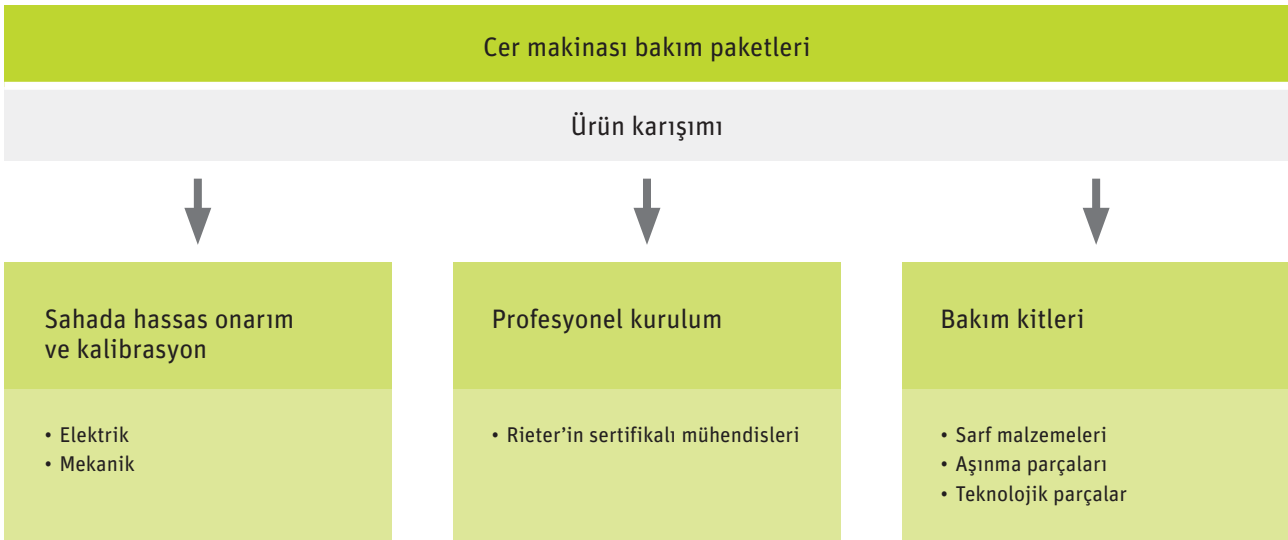 Cer makinası bakım paketleri
Ürün karışımı
Sahada hassas onarım
ve kalibrasyon
• Elektrik
• Mekanik
Profesyonel kurulum
• Rieter’in sertifikalı mühendisleri
Bakım kitleri
• Sarf malzemeleri
• Aşınma parçaları
• Teknolojik parçalar